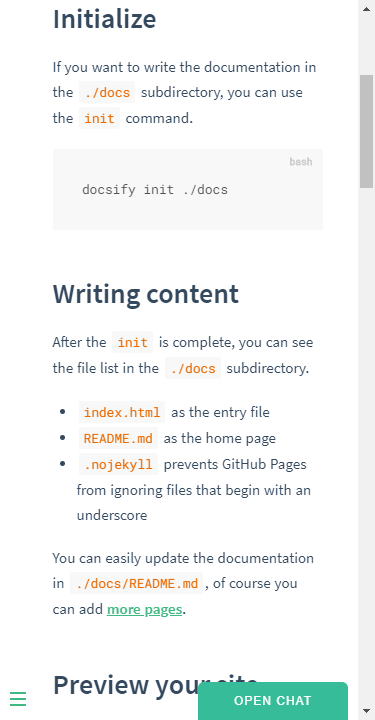 Initialize
If you want to write the documentation in
the ./docs subdirectory, you can use
the init command.
bash
docsify init ./docs
Writing content
After the init is complete, you can see
the file list in the ./docs subdirectory.
• index.html as the entry file
• README.md as the home page
• .nojekyll prevents GitHub Pages
from ignoring files that begin with an
underscore
You can easily update the documentation
in ./docs/README.md , of course you
can add more pages.
Preview your site
OPEN CHAT